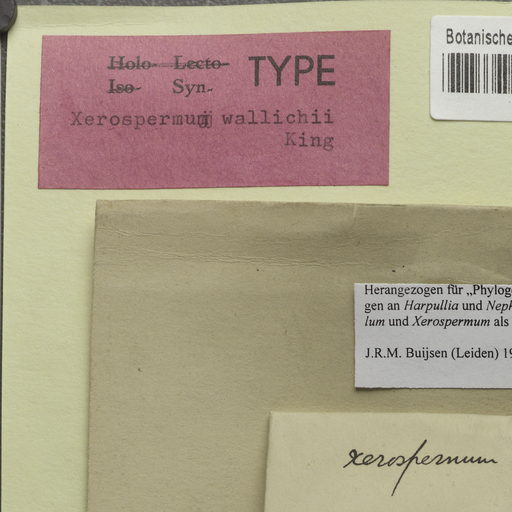 Holo- Lecto-
Iso- Syn- TYPE
Xerospermum wallichii
King
Botanische
Herangezogen für „Phyloge
gen an Harpullia und Neph
lum und Xerospermum als
J.R.M. Buijsen (Leiden) 19
xerospermum